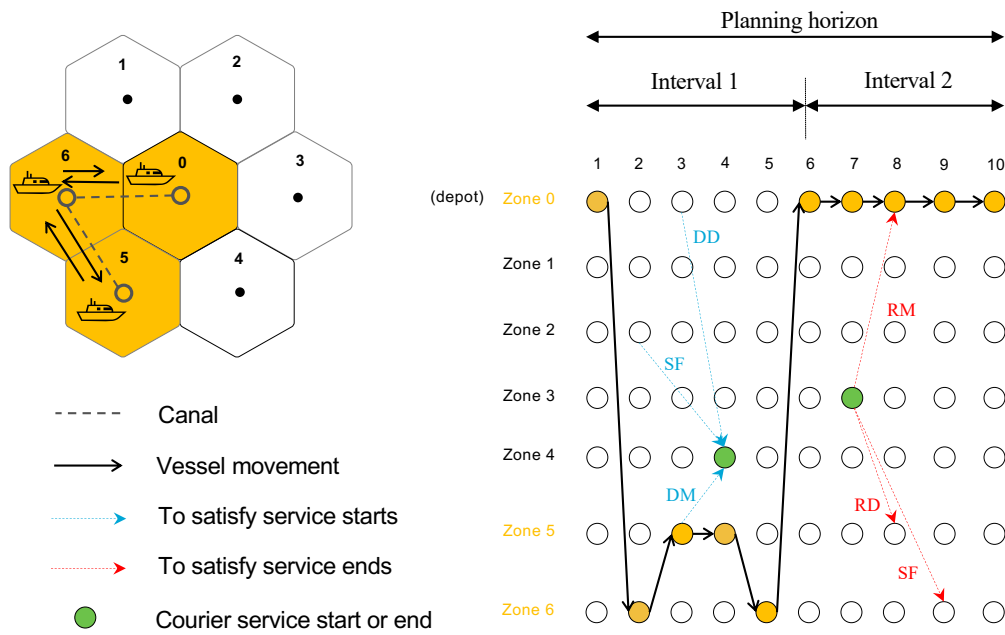 1
2
6
0
3
5
4
Canal
Vessel movement
To satisfy service starts
To satisfy service ends
Courier service start or end
Planning horizon
Interval 1
Interval 2
1 2 3 4 5 6 7 8 9 10
(depot) Zone 0
DD
Zone 1
RM
Zone 2
SF
Zone 3
Zone 4
DM
RD
Zone 5
SF
Zone 6